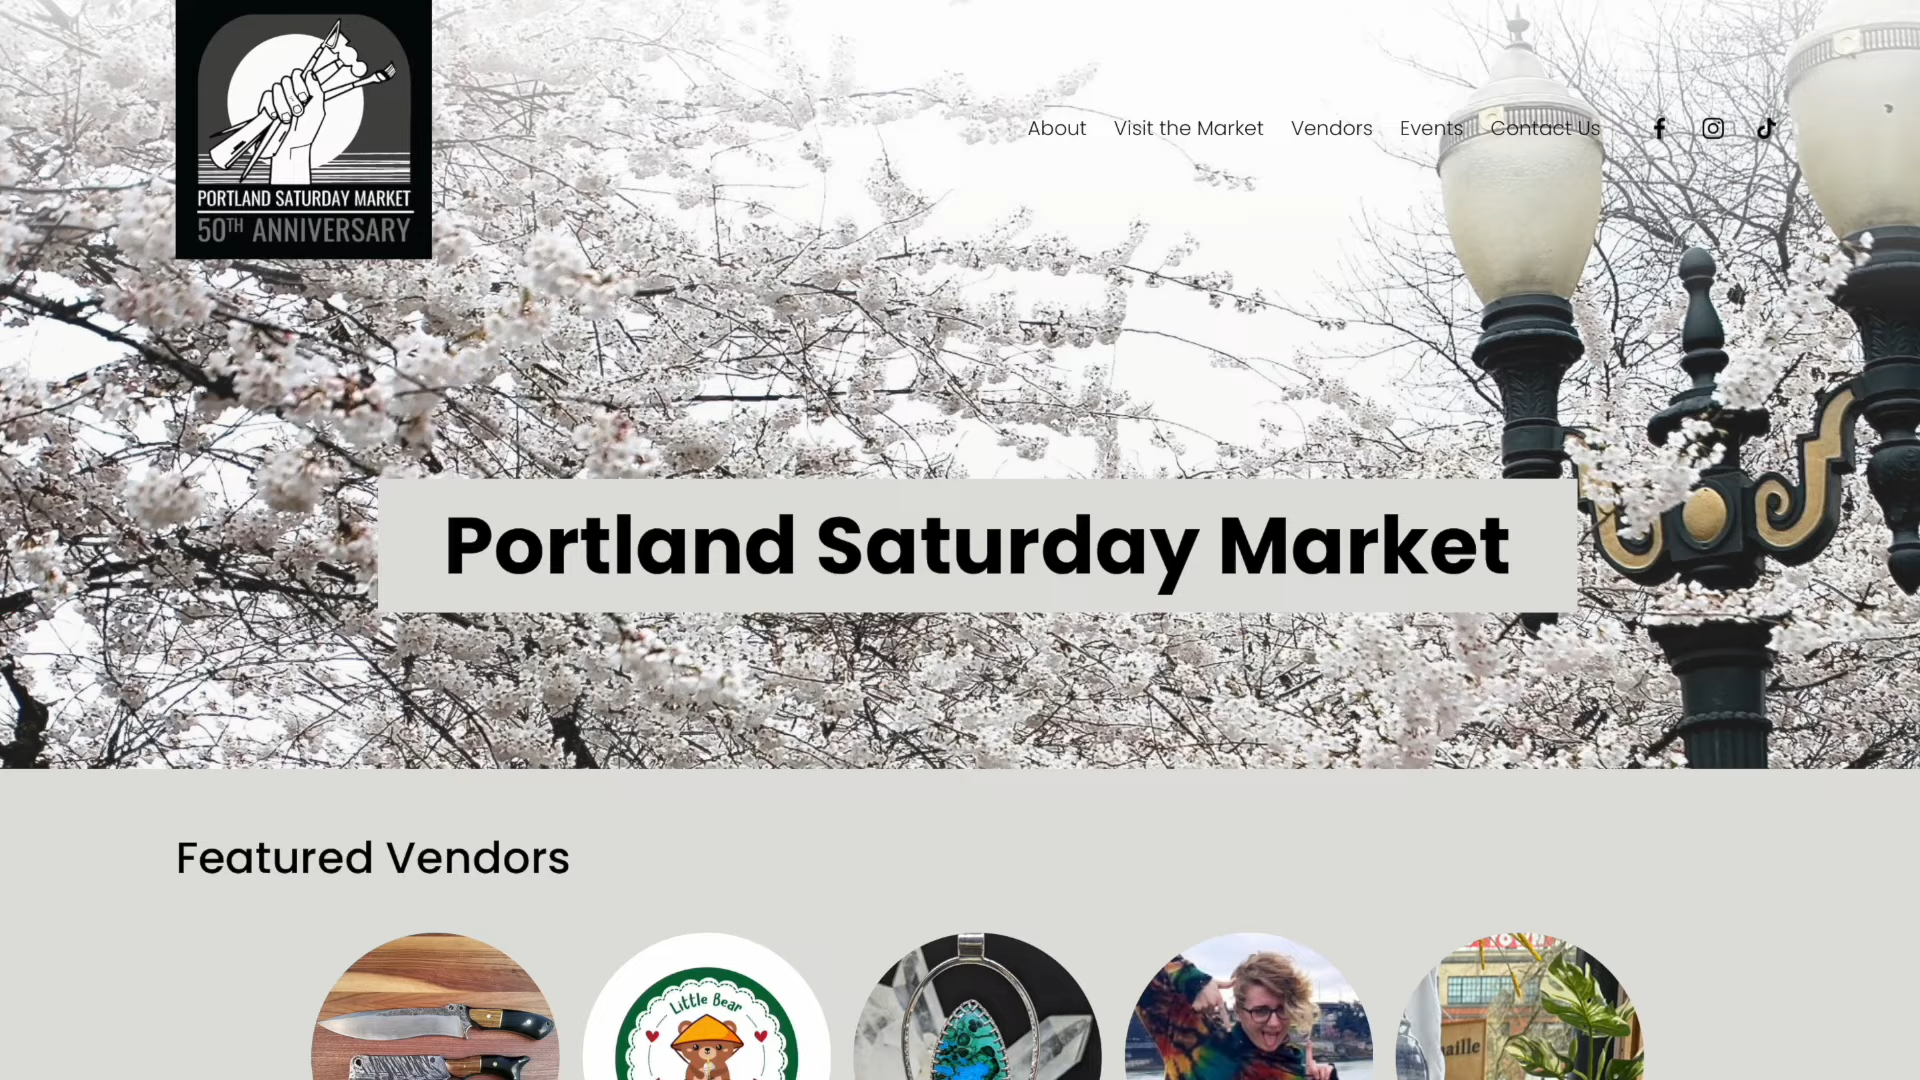 PORTLAND SATURDAY MARKET
50TH ANNIVERSARY
About Visit the Market Vendors Events Contact Us
Portland Saturday Market
Featured Vendors
Little Bear